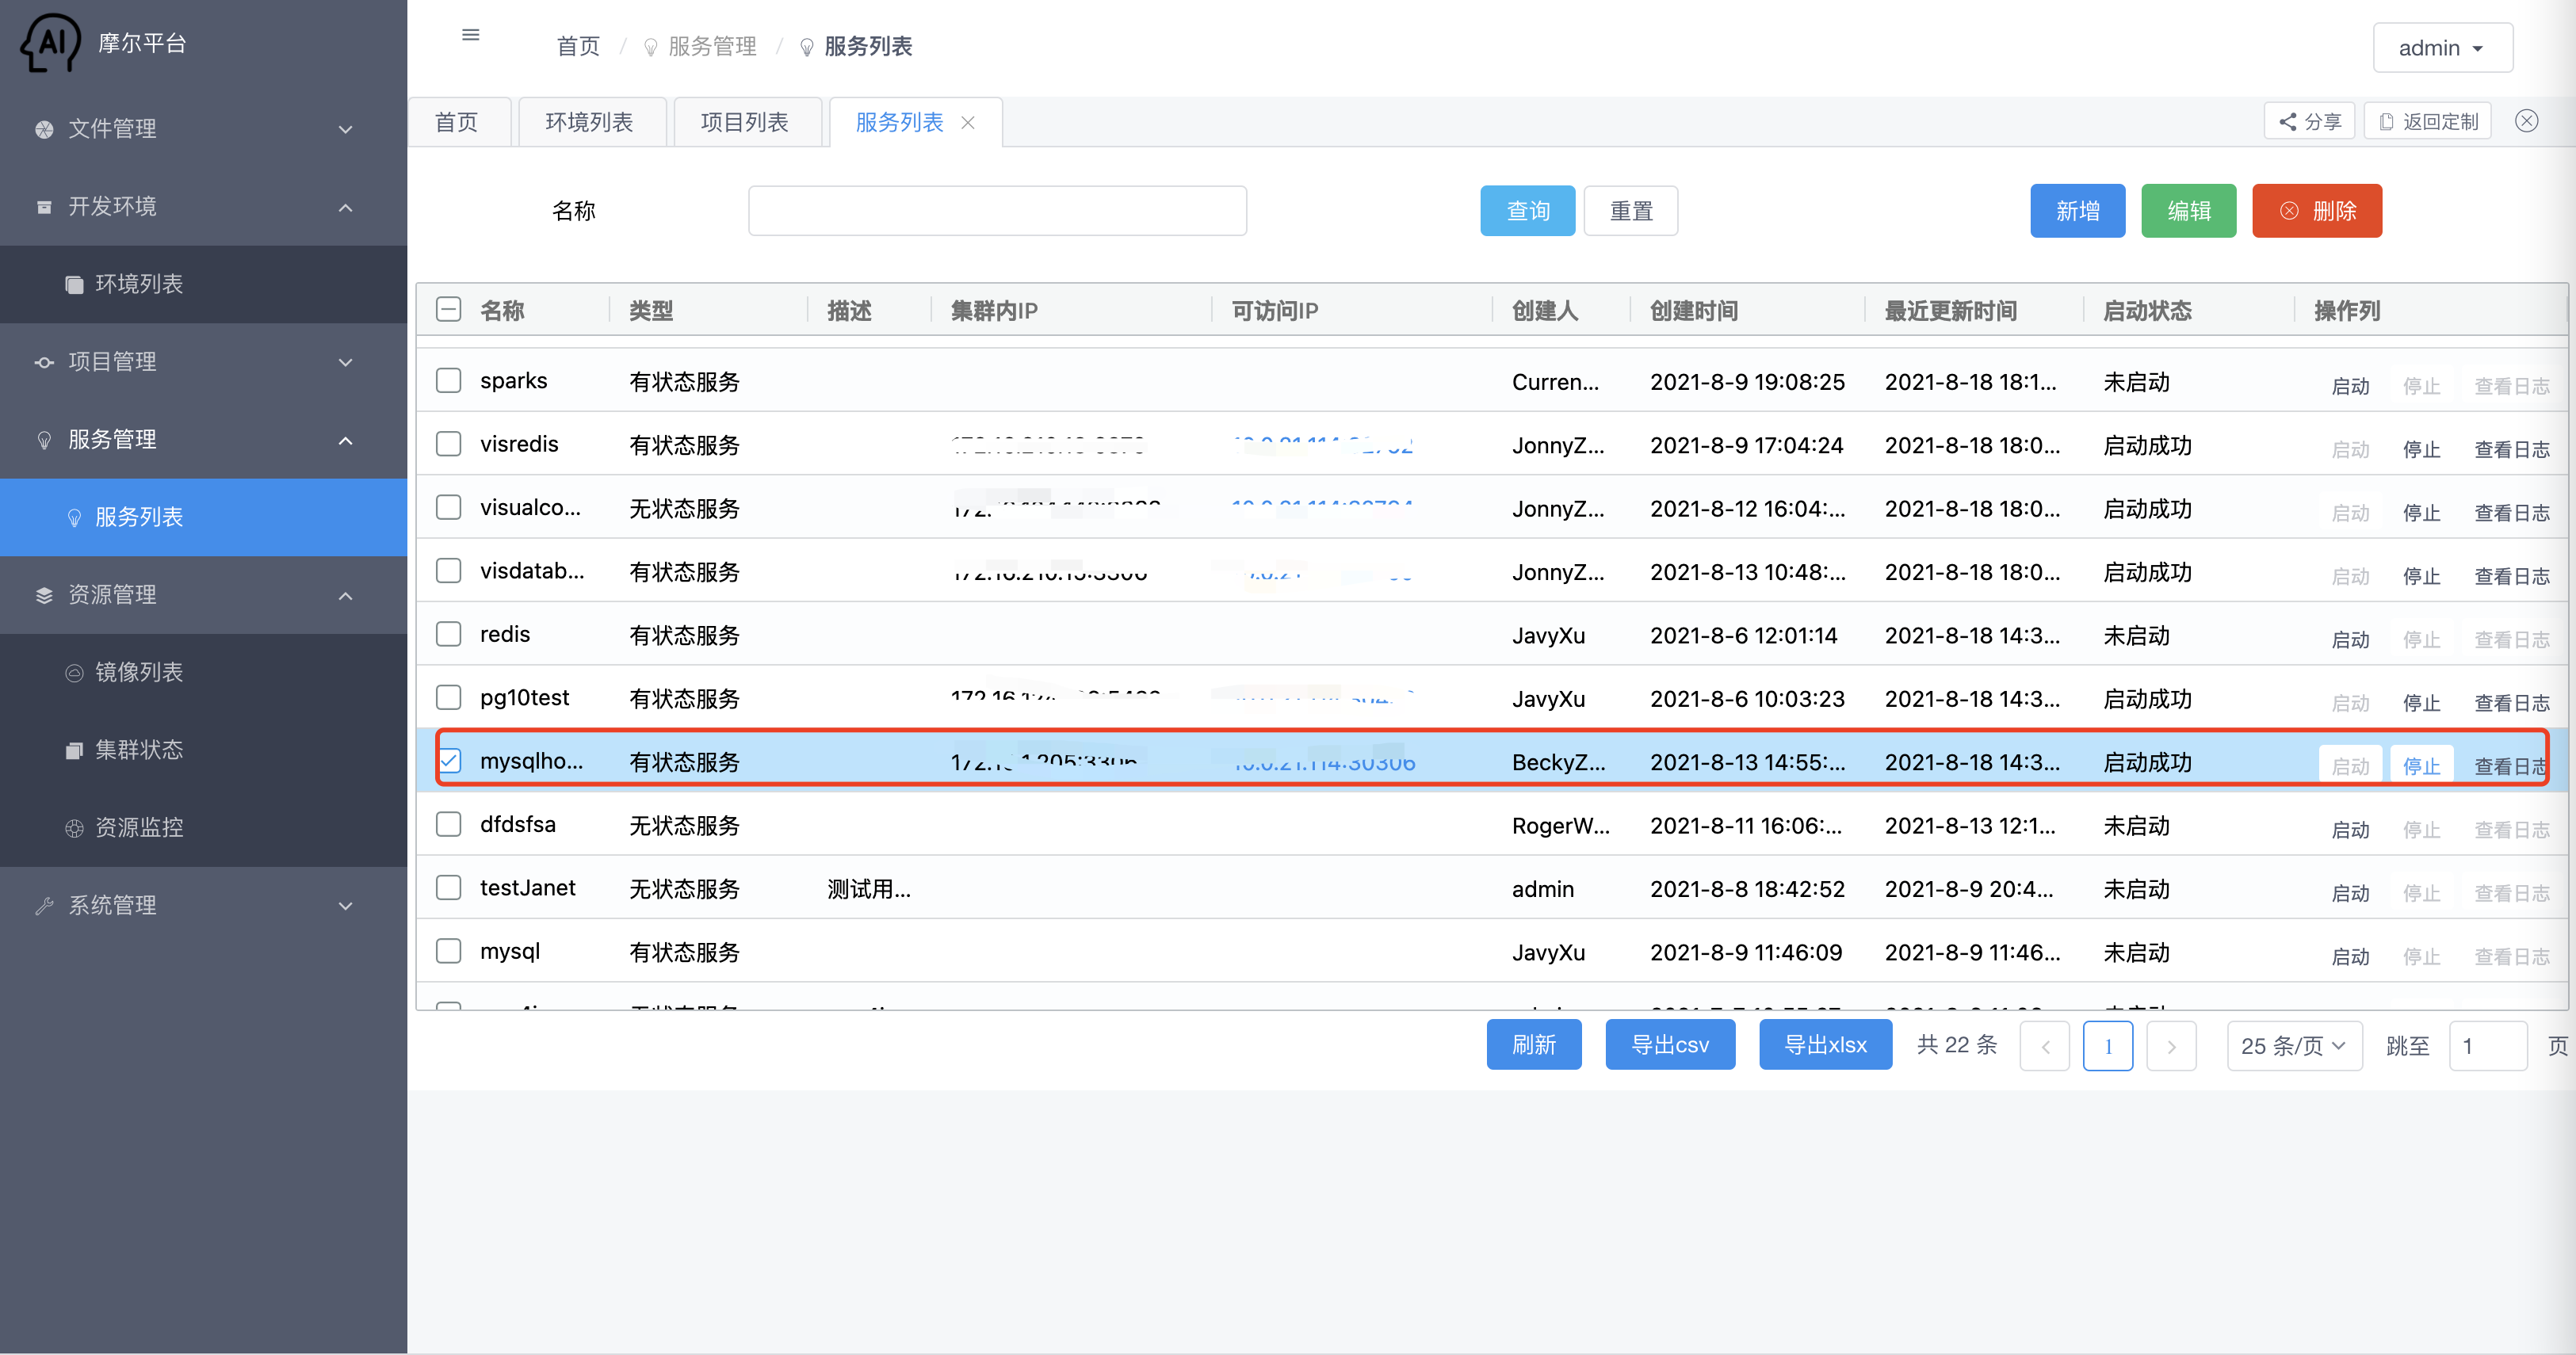 AI 摩尔平台
首页 / 服务管理 / 服务列表
admin
文件管理
开发环境
环境列表
项目管理
服务管理
服务列表
资源管理
镜像列表
集群状态
资源监控
系统管理
首页 环境列表 项目列表 服务列表
分享 返回定制
名称 查询 重置 新增 编辑 删除
名称 类型 描述 集群内IP 可访问IP 创建人 创建时间 最近更新时间 启动状态 操作列
sparks 有状态服务 Curren... 2021-8-9 19:08:25 2021-8-18 18:1... 未启动 启动 停止 查看日志
visredis 有状态服务 JonnyZ... 2021-8-9 17:04:24 2021-8-18 18:0... 启动成功 启动 停止 查看日志
visualco... 无状态服务 JonnyZ... 2021-8-12 16:04:... 2021-8-18 18:0... 启动成功 启动 停止 查看日志
visdatab... 有状态服务 172.16.210.15:3306 JonnyZ... 2021-8-13 10:48:... 2021-8-18 18:0... 启动成功 启动 停止 查看日志
redis 有状态服务 JavyXu 2021-8-6 12:01:14 2021-8-18 14:3... 未启动 启动 停止 查看日志
pg10test 有状态服务 JavyXu 2021-8-6 10:03:23 2021-8-18 14:3... 启动成功 启动 停止 查看日志
mysqlho... 有状态服务 10.0.21.114:30306 BeckyZ... 2021-8-13 14:55:... 2021-8-18 14:3... 启动成功 启动 停止 查看日志
dfdsfsa 无状态服务 RogerW... 2021-8-11 16:06:... 2021-8-13 12:1... 未启动 启动 停止 查看日志
testJanet 无状态服务 测试用... admin 2021-8-8 18:42:52 2021-8-9 20:4... 未启动 启动 停止 查看日志
mysql 有状态服务 JavyXu 2021-8-9 11:46:09 2021-8-9 11:46... 未启动 启动 停止 查看日志
刷新 导出csv 导出xlsx 共 22 条 1 25 条/页 跳至 1 页